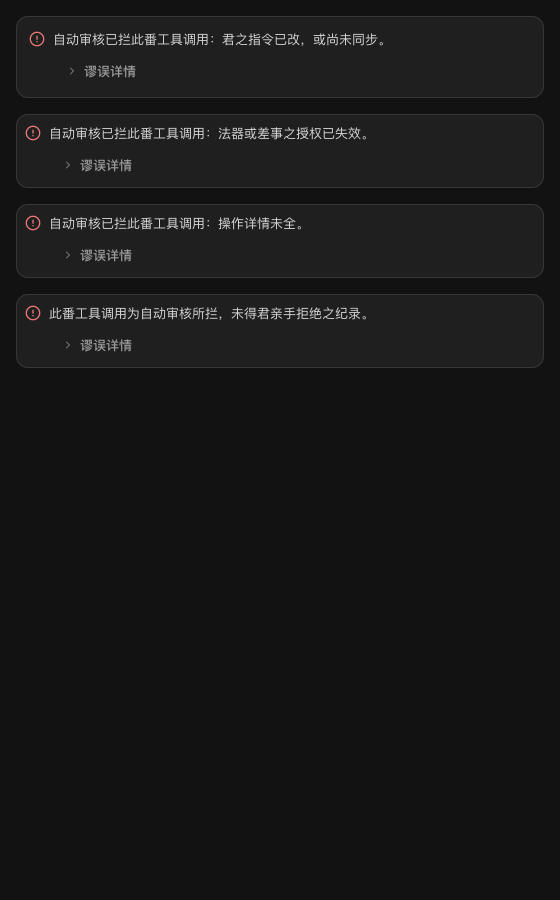 自动审核已拦此番工具调用：君之指令已改，或尚未同步。
谬误详情
自动审核已拦此番工具调用：法器或差事之授权已失效。
谬误详情
自动审核已拦此番工具调用：操作详情未全。
谬误详情
此番工具调用为自动审核所拦，未得君亲手拒绝之纪录。
谬误详情